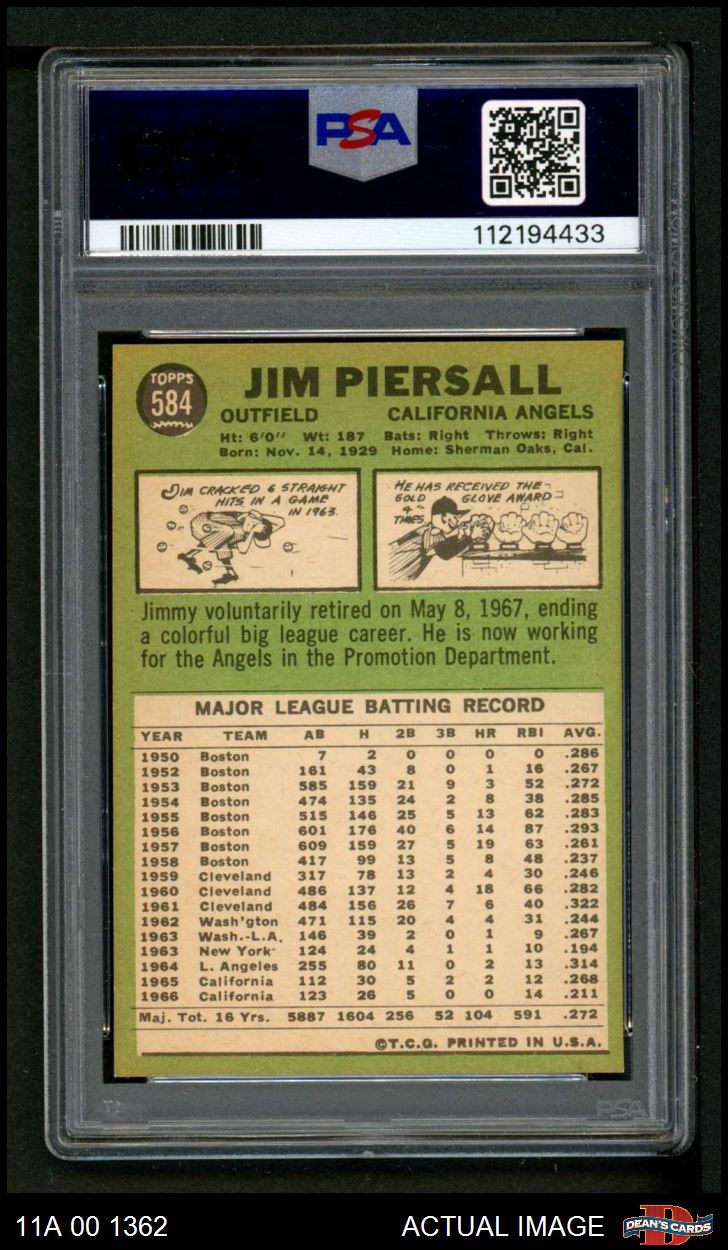 PSA
112194433
TOPPS
584
JIM PIERSALL
OUTFIELD CALIFORNIA ANGELS
Ht: 6'0" Wt: 187 Bats: Right Throws: Right
Born: Nov. 14, 1929 Home: Sherman Oaks, Cal.
JIM CRACKED 6 STRAIGHT
HITS IN A GAME
IN 1963.
HE HAS RECEIVED THE
GOLD GLOVE AWARD
4
TIMES
Jimmy voluntarily retired on May 8, 1967, ending
a colorful big league career. He is now working
for the Angels in the Promotion Department.
MAJOR LEAGUE BATTING RECORD
YEAR TEAM AB H 2B 3B HR RBI AVG.
1950 Boston 7 2 0 0 0 0 .286
1952 Boston 161 43 8 0 1 16 .267
1953 Boston 585 159 21 9 3 52 .272
1954 Boston 474 135 24 2 8 38 .285
1955 Boston 515 146 25 5 13 62 .283
1956 Boston 601 176 40 6 14 87 .293
1957 Boston 609 159 27 5 19 63 .261
1958 Boston 417 99 13 5 8 48 .237
1959 Cleveland 317 78 13 2 4 30 .246
1960 Cleveland 486 137 12 4 18 66 .282
1961 Cleveland 484 156 26 7 6 40 .322
1962 Wash'gton 471 115 20 4 4 31 .244
1963 Wash.-L.A. 146 39 2 0 1 9 .267
1963 New York 124 24 4 1 1 10 .194
1964 L. Angeles 255 80 11 0 2 13 .314
1965 California 112 30 5 2 2 12 .268
1966 California 123 26 5 0 0 14 .211
Maj. Tot. 16 Yrs. 5887 1604 256 52 104 591 .272
©T.C.G. PRINTED IN U.S.A.
PSA
11A 00 1362 ACTUAL IMAGE
DEAN'S CARDS